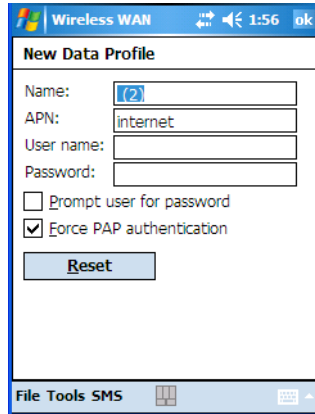 Wireless WAN 1:56 ok
New Data Profile
Name: (2)
APN: internet
User name:
Password:
Prompt user for password
Force PAP authentication
Reset
File Tools SMS